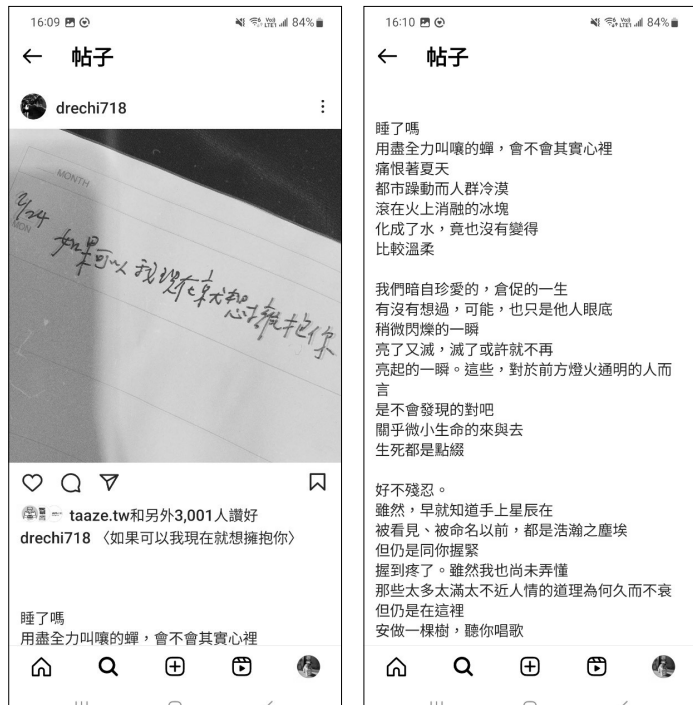 16:09
84%
帖子
drechi718
MONTH
7/24
MON
如果可以我現在就想擁抱你
taaze.tw和另外3,001人讚好
drechi718 〈如果可以我現在就想擁抱你〉
睡了嗎
用盡全力叫嚷的蟬，會不會其實心裡
16:10
84%
帖子
睡了嗎
用盡全力叫嚷的蟬，會不會其實心裡
痛恨著夏天
都市躁動而人群冷漠
滾在火上消融的冰塊
化成了水，竟也沒有變得
比較溫柔
我們暗自珍愛的，倉促的一生
有沒有想過，可能，也只是他人眼底
稍微閃爍的一瞬
亮了又滅，滅了或許就不再
亮起的一瞬。這些，對於前方燈火通明的人而
言
是不會發現的對吧
關乎微小生命的來與去
生死都是點綴
好不殘忍。
雖然，早就知道手上星辰在
被看見、被命名以前，都是浩瀚之塵埃
但仍是同你握緊
握到疼了。雖然我也尚未弄懂
那些太多太滿太不近人情的道理為何久而不衰
但仍是在這裡
安做一棵樹，聽你唱歌